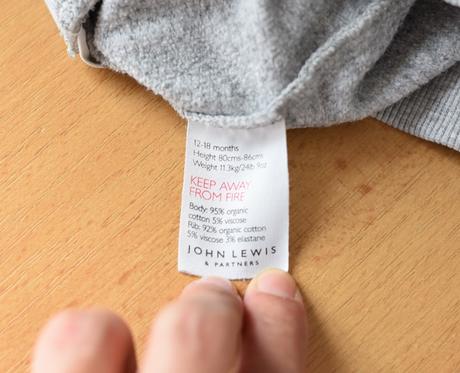 12-18 months
Height 80cms-86cms
Weight 11.3kg/24lb 9oz
KEEP AWAY
FROM FIRE
Body: 95% organic
cotton 5% viscose
Rib: 92% organic cotton
5% viscose 3% elastane
JOHN LEWIS
& PARTNERS